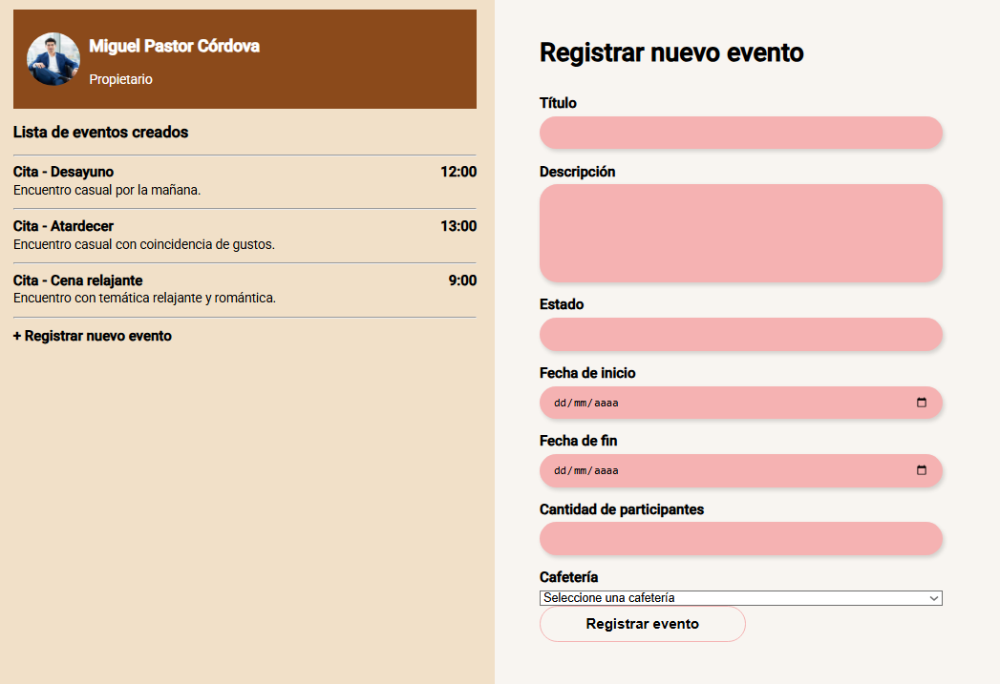 Miguel Pastor Córdova
Propietario
Lista de eventos creados
Cita - Desayuno 12:00
Encuentro casual por la mañana.
Cita - Atardecer 13:00
Encuentro casual con coincidencia de gustos.
Cita - Cena relajante 9:00
Encuentro con temática relajante y romántica.
+ Registrar nuevo evento
Registrar nuevo evento
Título
Descripción
Estado
Fecha de inicio
dd/mm/aaaa
Fecha de fin
dd/mm/aaaa
Cantidad de participantes
Cafetería
Seleccione una cafetería
Registrar evento